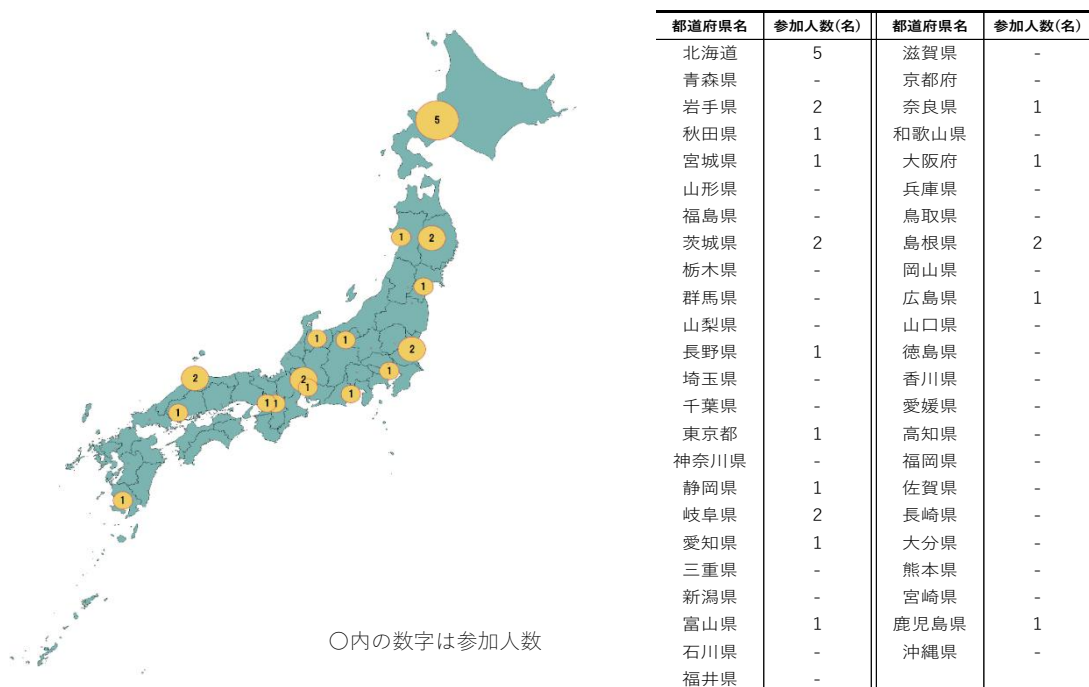 5
1
2
1
1
1
2
1
2
2
1
1
1
1
1
1
〇内の数字は参加人数
都道府県名 参加人数(名) 都道府県名 参加人数(名)
北海道 5 滋賀県 -
青森県 - 京都府 -
岩手県 2 奈良県 1
秋田県 1 和歌山県 -
宮城県 1 大阪府 1
山形県 - 兵庫県 -
福島県 - 鳥取県 -
茨城県 2 島根県 2
栃木県 - 岡山県 -
群馬県 - 広島県 1
山梨県 - 山口県 -
長野県 1 徳島県 -
埼玉県 - 香川県 -
千葉県 - 愛媛県 -
東京都 1 高知県 -
神奈川県 - 福岡県 -
静岡県 1 佐賀県 -
岐阜県 2 長崎県 -
愛知県 1 大分県 -
三重県 - 熊本県 -
新潟県 - 宮崎県 -
富山県 1 鹿児島県 1
石川県 - 沖縄県 -
福井県 -